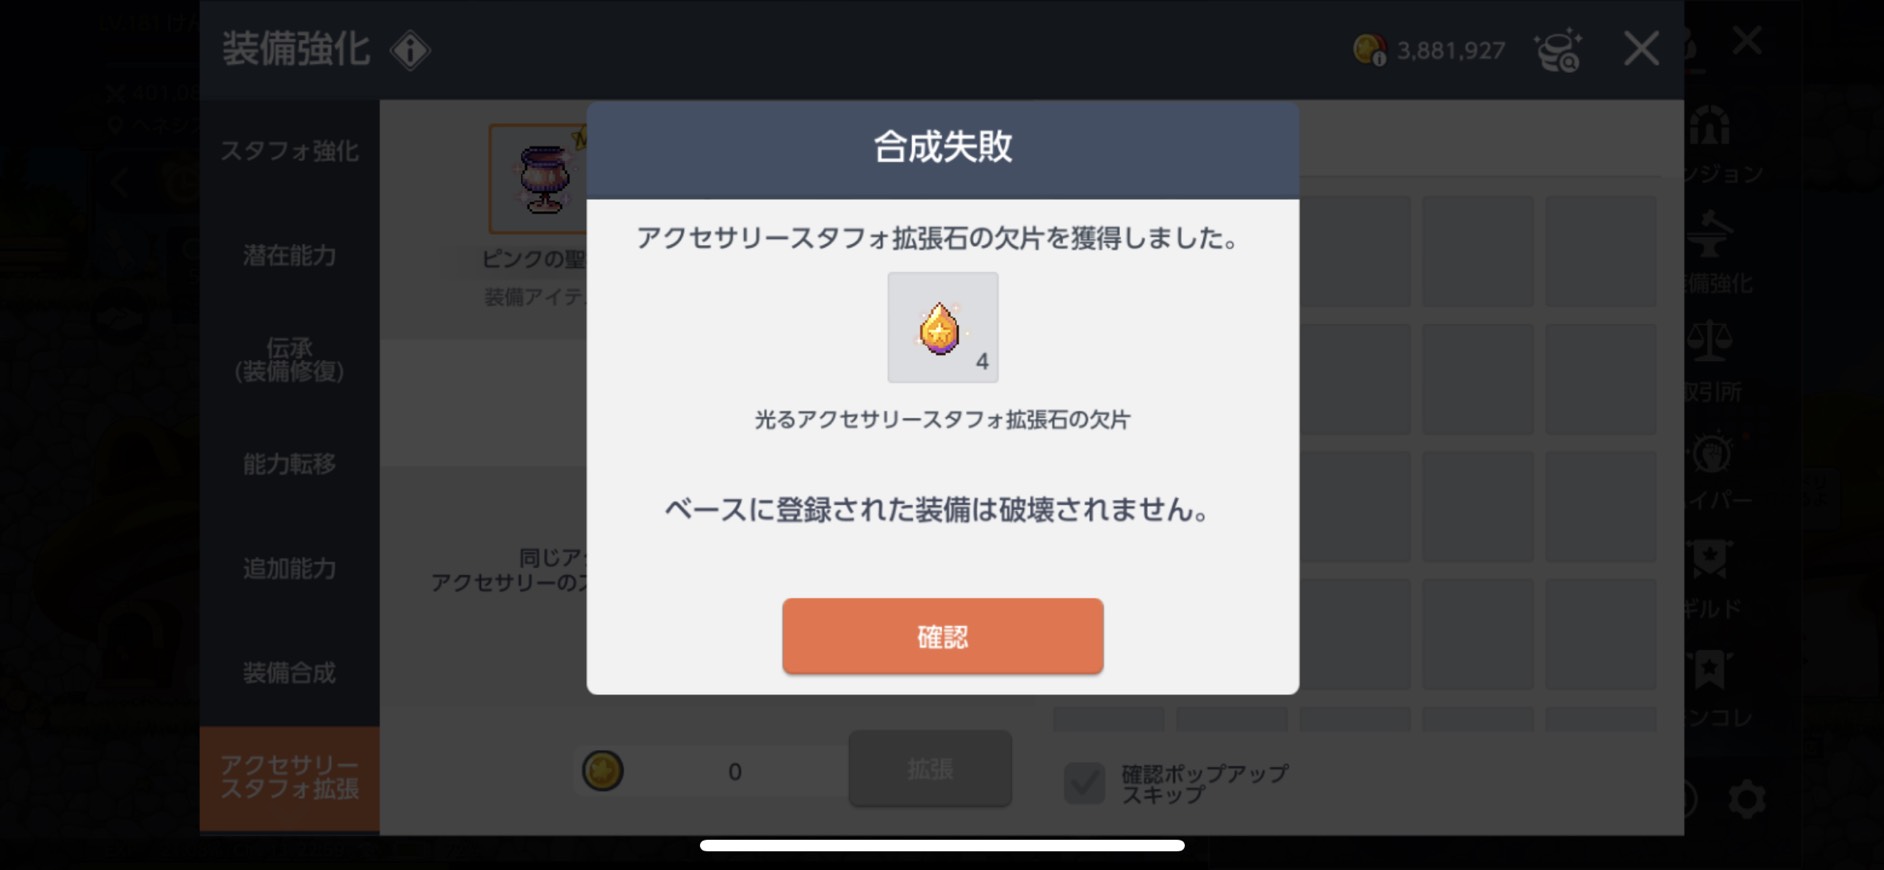 装備強化
3,881,927
スタフォ強化
潜在能力
伝承
(装備修復)
能力転移
追加能力
装備合成
アクセサリー
スタフォ拡張
ピンクの聖
装備アイテ
同じア
アクセサリーのス
合成失敗
アクセサリースタフォ拡張石の欠片を獲得しました。
4
光るアクセサリースタフォ拡張石の欠片
ベースに登録された装備は破壊されません。
確認
0
拡張
確認ポップアップ
スキップ
ンジョン
備強化
取引所
イパー
ギルド
ンコレ